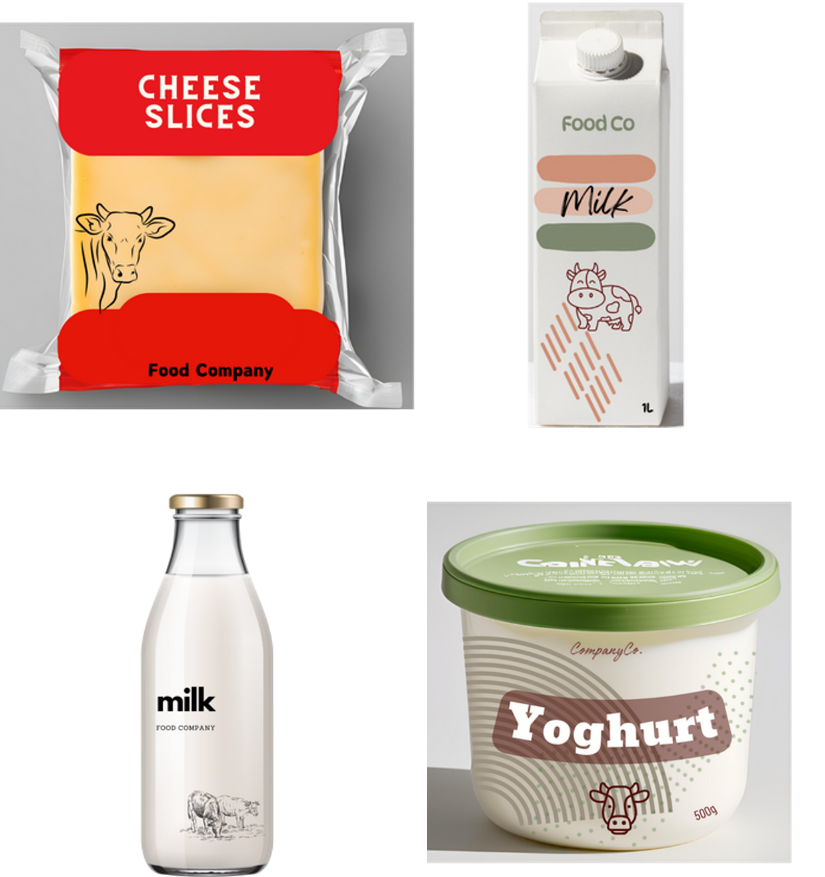 CHEESE
SLICES
Food Company
Food Co
Milk
1L
milk
FOOD COMPANY
CompanyCo.
Yoghurt
500g